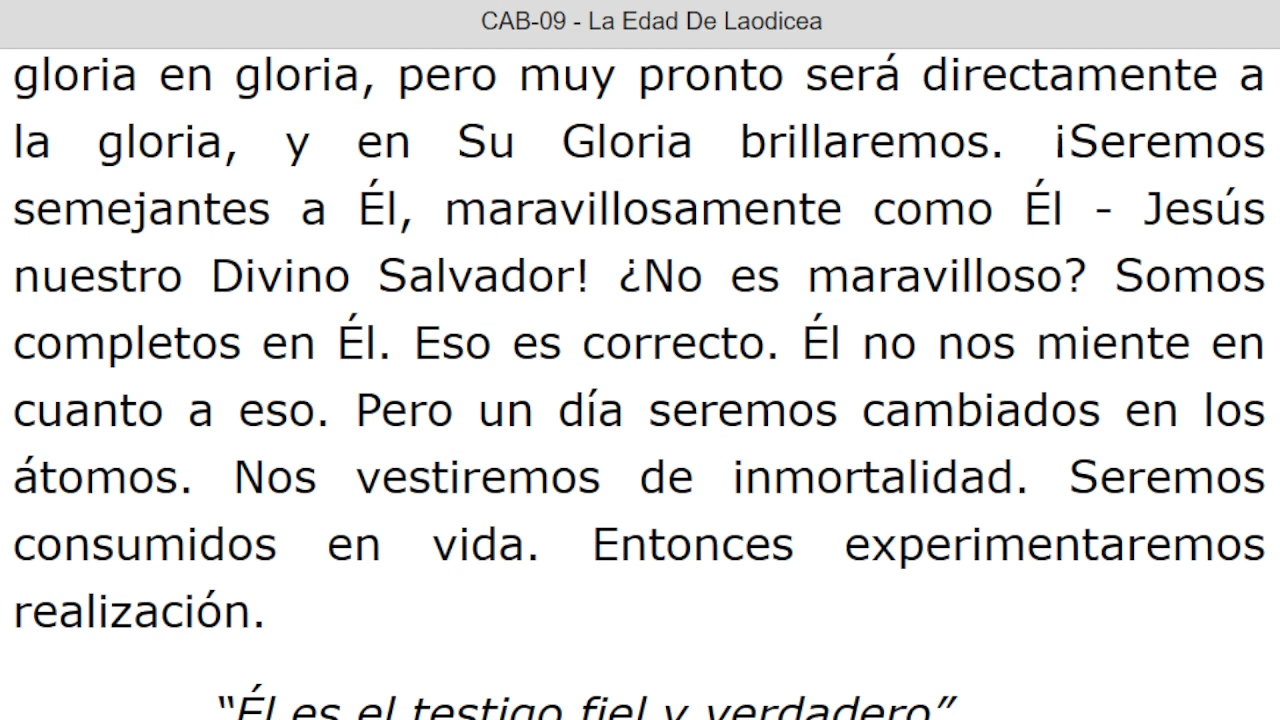 CAB-09 - La Edad De Laodicea
gloria en gloria, pero muy pronto será directamente a
la gloria, y en Su Gloria brillaremos. ¡Seremos
semejantes a Él, maravillosamente como Él - Jesús
nuestro Divino Salvador! ¿No es maravilloso? Somos
completos en Él. Eso es correcto. Él no nos miente en
cuanto a eso. Pero un día seremos cambiados en los
átomos. Nos vestiremos de inmortalidad. Seremos
consumidos en vida. Entonces experimentaremos
realización.
“Él es el testigo fiel y verdadero”